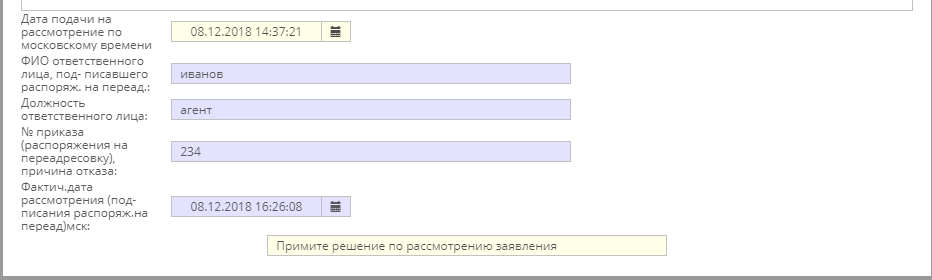 Дата подачи на
рассмотрение по
московскому времени
08.12.2018 14:37:21
ФИО ответственного
лица, под- писавшего
распоряж. на переад.:
иванов
Должность
ответственного лица:
агент
№ приказа
(распоряжения на
переадресовку),
причина отказа:
234
Фактич.дата
рассмотрения (под-
писания распоряж.на
переад)мск:
08.12.2018 16:26:08
Примите решение по рассмотрению заявления